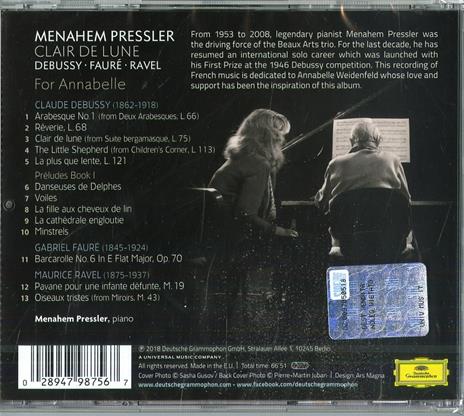 MENAHEM PRESSLER
CLAIR DE LUNE
DEBUSSY · FAURÉ · RAVEL
For Annabelle
From 1953 to 2008, legendary pianist Menahem Pressler was
the driving force of the Beaux Arts trio. For the last decade, he has
resumed an international solo career which was launched with
his First Prize at the 1946 Debussy competition. This recording of
French music is dedicated to Annabelle Weidenfeld whose love and
support has been the inspiration of this album.
CLAUDE DEBUSSY (1862-1918)
1 Arabesque No.1 (from Deux Arabesques, L 66)
2 Rêverie, L.68
3 Clair de lune (from Suite bergamasque, L 75)
4 The Little Shepherd (from Children's Corner, L 113)
5 La plus que lente, L. 121
Préludes Book I
6 Danseuses de Delphes
7 Voiles
8 La fille aux cheveux de lin
9 La cathédrale engloutie
10 Minstrels
GABRIEL FAURÉ (1845-1924)
11 Barcarolle No.6 In E Flat Major, Op. 70
MAURICE RAVEL (1875-1937)
12 Pavane pour une infante défunte, M.19
13 Oiseaux tristes (from Miroirs, M. 43)
Menahem Pressler, piano
℗ 2018 Deutsche Grammophon GmbH, Stralauer Allee 1, 10245 Berlin
A UNIVERSAL MUSIC COMPANY
All rights reserved. Made in the E.U. | Total time: 66'51
Cover Photo © Sasha Gusov / Back Cover Photo © Pierre-Martin Juban | Design: Ars Magna
www.deutschegrammophon.com www.facebook.com/deutschegrammophon
0 28947 98756 7
Deutsche
Grammophon